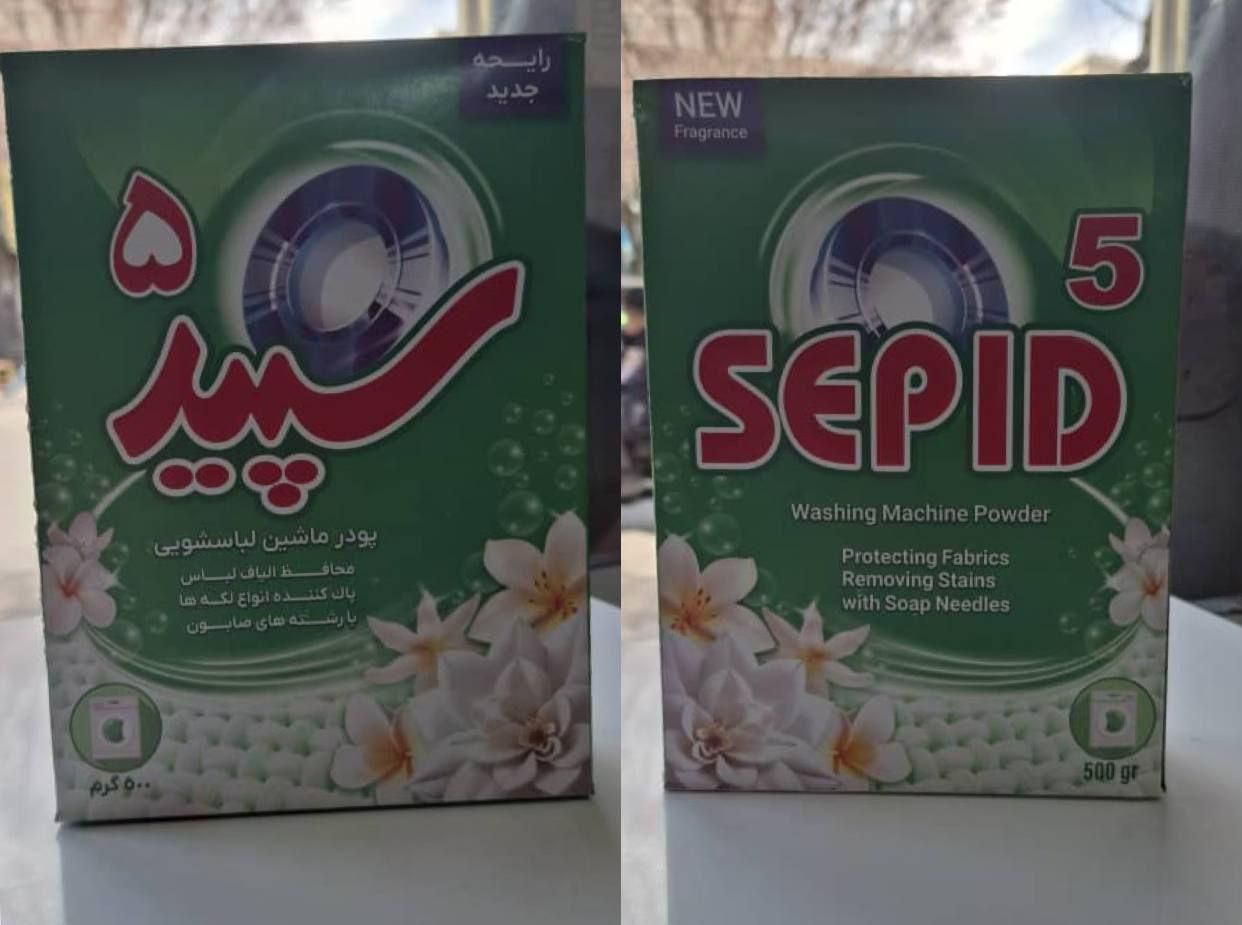 رایحه
جدید
۵
سپید
پودر ماشین لباسشویی
محافظ الیاف لباس
پاک کننده انواع لکه ها
با رشته های صابون
۵۰۰ گرم
NEW
Fragrance
5
SEPID
Washing Machine Powder
Protecting Fabrics
Removing Stains
with Soap Needles
500 gr